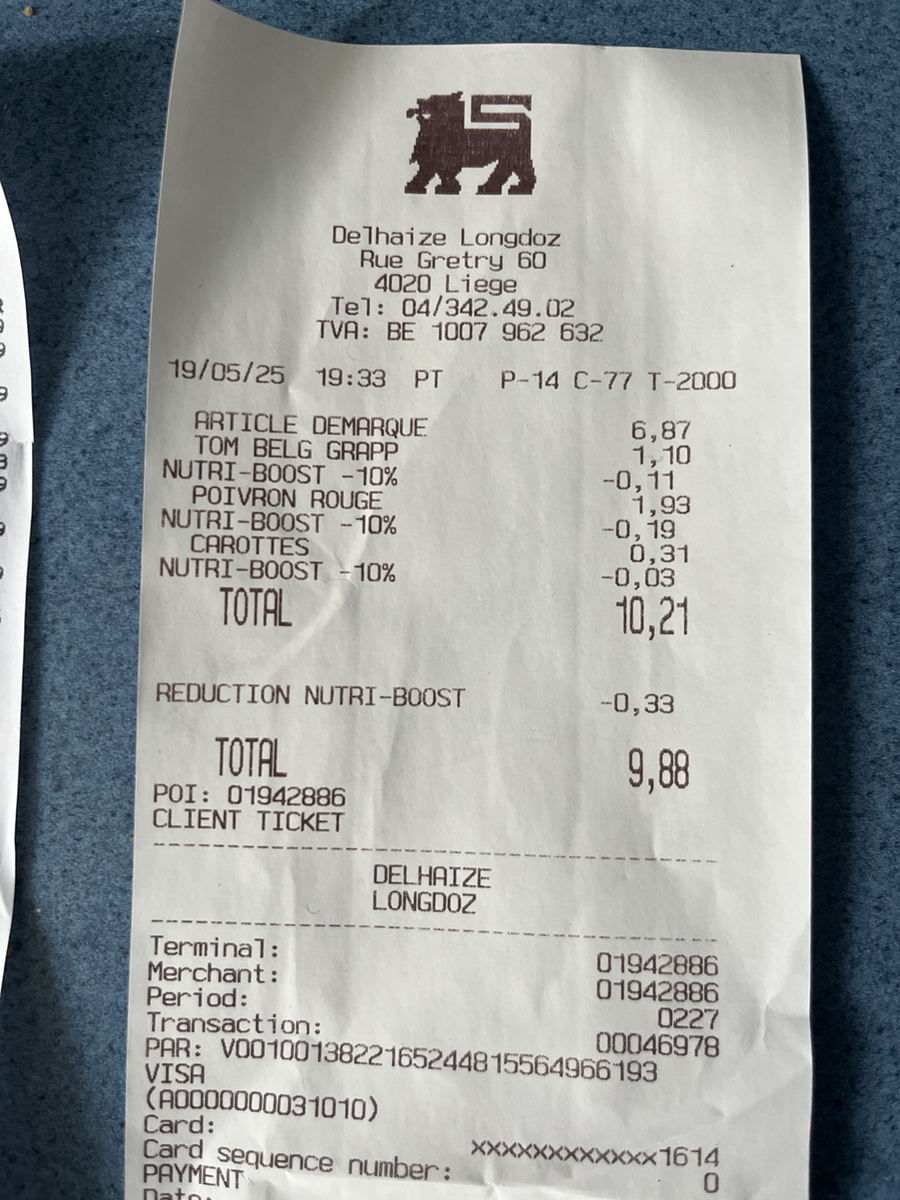 Delhaize Longdoz
Rue Gretry 60
4020 Liege
Tel: 04/342.49.02
TVA: BE 1007 962 632
19/05/25 19:33 PT P-14 C-77 T-2000
ARTICLE DEMARQUE 6,87
TOM BELG GRAPP 1,10
NUTRI-BOOST -10% -0,11
POIVRON ROUGE 1,93
NUTRI-BOOST -10% -0,19
CAROTTES 0,31
NUTRI-BOOST -10% -0,03
TOTAL 10,21
REDUCTION NUTRI-BOOST -0,33
TOTAL 9,88
POI: 01942886
CLIENT TICKET
DELHAIZE
LONGDOZ
Terminal: 01942886
Merchant: 01942886
Period: 0227
Transaction: 00046978
PAR: V0010013822165244815564966193
VISA
(A0000000031010)
Card: xxxxxxxxxxxx1614
Card sequence number: 0
PAYMENT
Date: